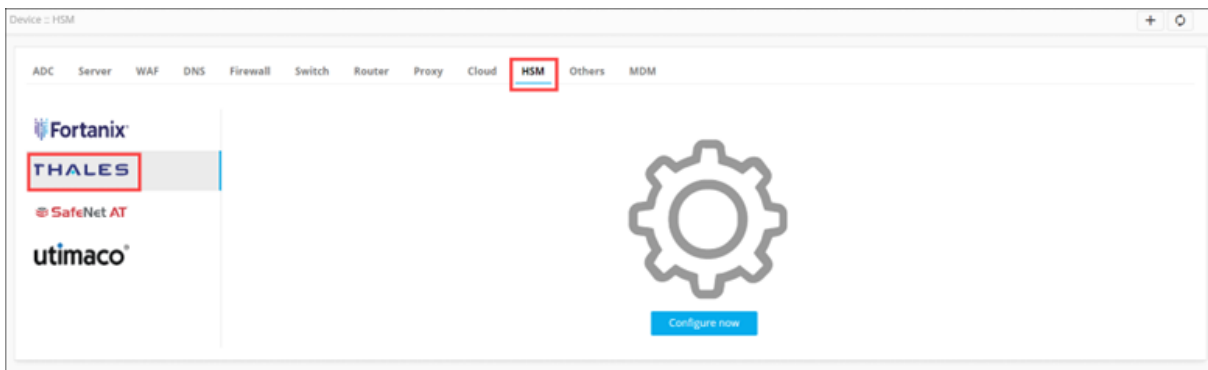 Device :: HSM
ADC Server WAF DNS Firewall Switch Router Proxy Cloud HSM Others MDM
Fortanix
THALES
SafeNet AT
utimaco®
Configure now